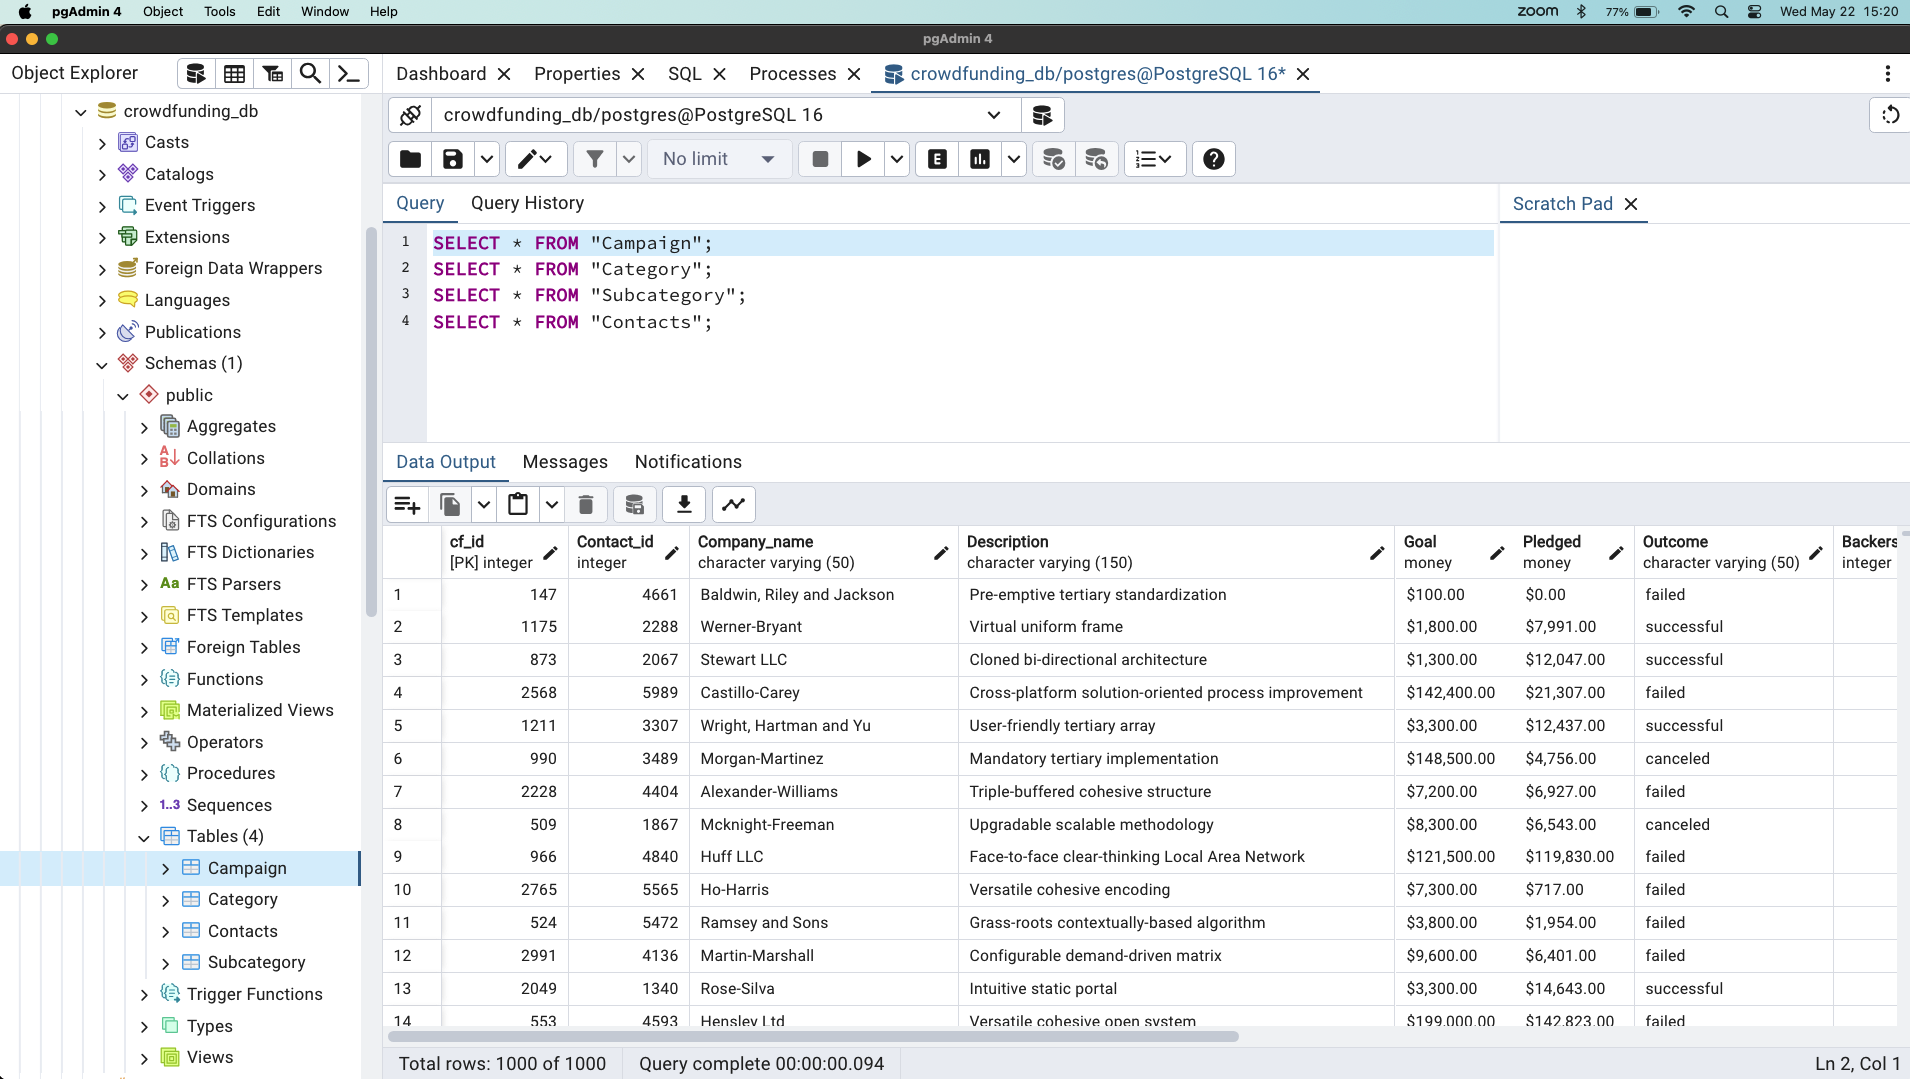 pgAdmin 4 Object Tools Edit Window Help
zoom 77% Wed May 22 15:20
pgAdmin 4
Object Explorer
Dashboard Properties SQL Processes crowdfunding_db/postgres@PostgreSQL 16*
crowdfunding_db
Casts
Catalogs
Event Triggers
Extensions
Foreign Data Wrappers
Languages
Publications
Schemas (1)
public
Aggregates
Collations
Domains
FTS Configurations
FTS Dictionaries
Aa FTS Parsers
FTS Templates
Foreign Tables
Functions
Materialized Views
Operators
Procedures
1..3 Sequences
Tables (4)
Campaign
Category
Contacts
Subcategory
Trigger Functions
Types
Views
crowdfunding_db/postgres@PostgreSQL 16
No limit
E
Query Query History
Scratch Pad
1 SELECT * FROM "Campaign";
2 SELECT * FROM "Category";
3 SELECT * FROM "Subcategory";
4 SELECT * FROM "Contacts";
Data Output Messages Notifications
cf_id Contact_id Company_name Description Goal Pledged Outcome Backers
[PK] integer integer character varying (50) character varying (150) money money character varying (50) integer
1 147 4661 Baldwin, Riley and Jackson Pre-emptive tertiary standardization $100.00 $0.00 failed
2 1175 2288 Werner-Bryant Virtual uniform frame $1,800.00 $7,991.00 successful
3 873 2067 Stewart LLC Cloned bi-directional architecture $1,300.00 $12,047.00 successful
4 2568 5989 Castillo-Carey Cross-platform solution-oriented process improvement $142,400.00 $21,307.00 failed
5 1211 3307 Wright, Hartman and Yu User-friendly tertiary array $3,300.00 $12,437.00 successful
6 990 3489 Morgan-Martinez Mandatory tertiary implementation $148,500.00 $4,756.00 canceled
7 2228 4404 Alexander-Williams Triple-buffered cohesive structure $7,200.00 $6,927.00 failed
8 509 1867 Mcknight-Freeman Upgradable scalable methodology $8,300.00 $6,543.00 canceled
9 966 4840 Huff LLC Face-to-face clear-thinking Local Area Network $121,500.00 $119,830.00 failed
10 2765 5565 Ho-Harris Versatile cohesive encoding $7,300.00 $717.00 failed
11 524 5472 Ramsey and Sons Grass-roots contextually-based algorithm $3,800.00 $1,954.00 failed
12 2991 4136 Martin-Marshall Configurable demand-driven matrix $9,600.00 $6,401.00 failed
13 2049 1340 Rose-Silva Intuitive static portal $3,300.00 $14,643.00 successful
14 553 4593 Hensley Ltd Versatile cohesive open system $199,000.00 $142,823.00 failed
Total rows: 1000 of 1000 Query complete 00:00:00.094 Ln 2, Col 1